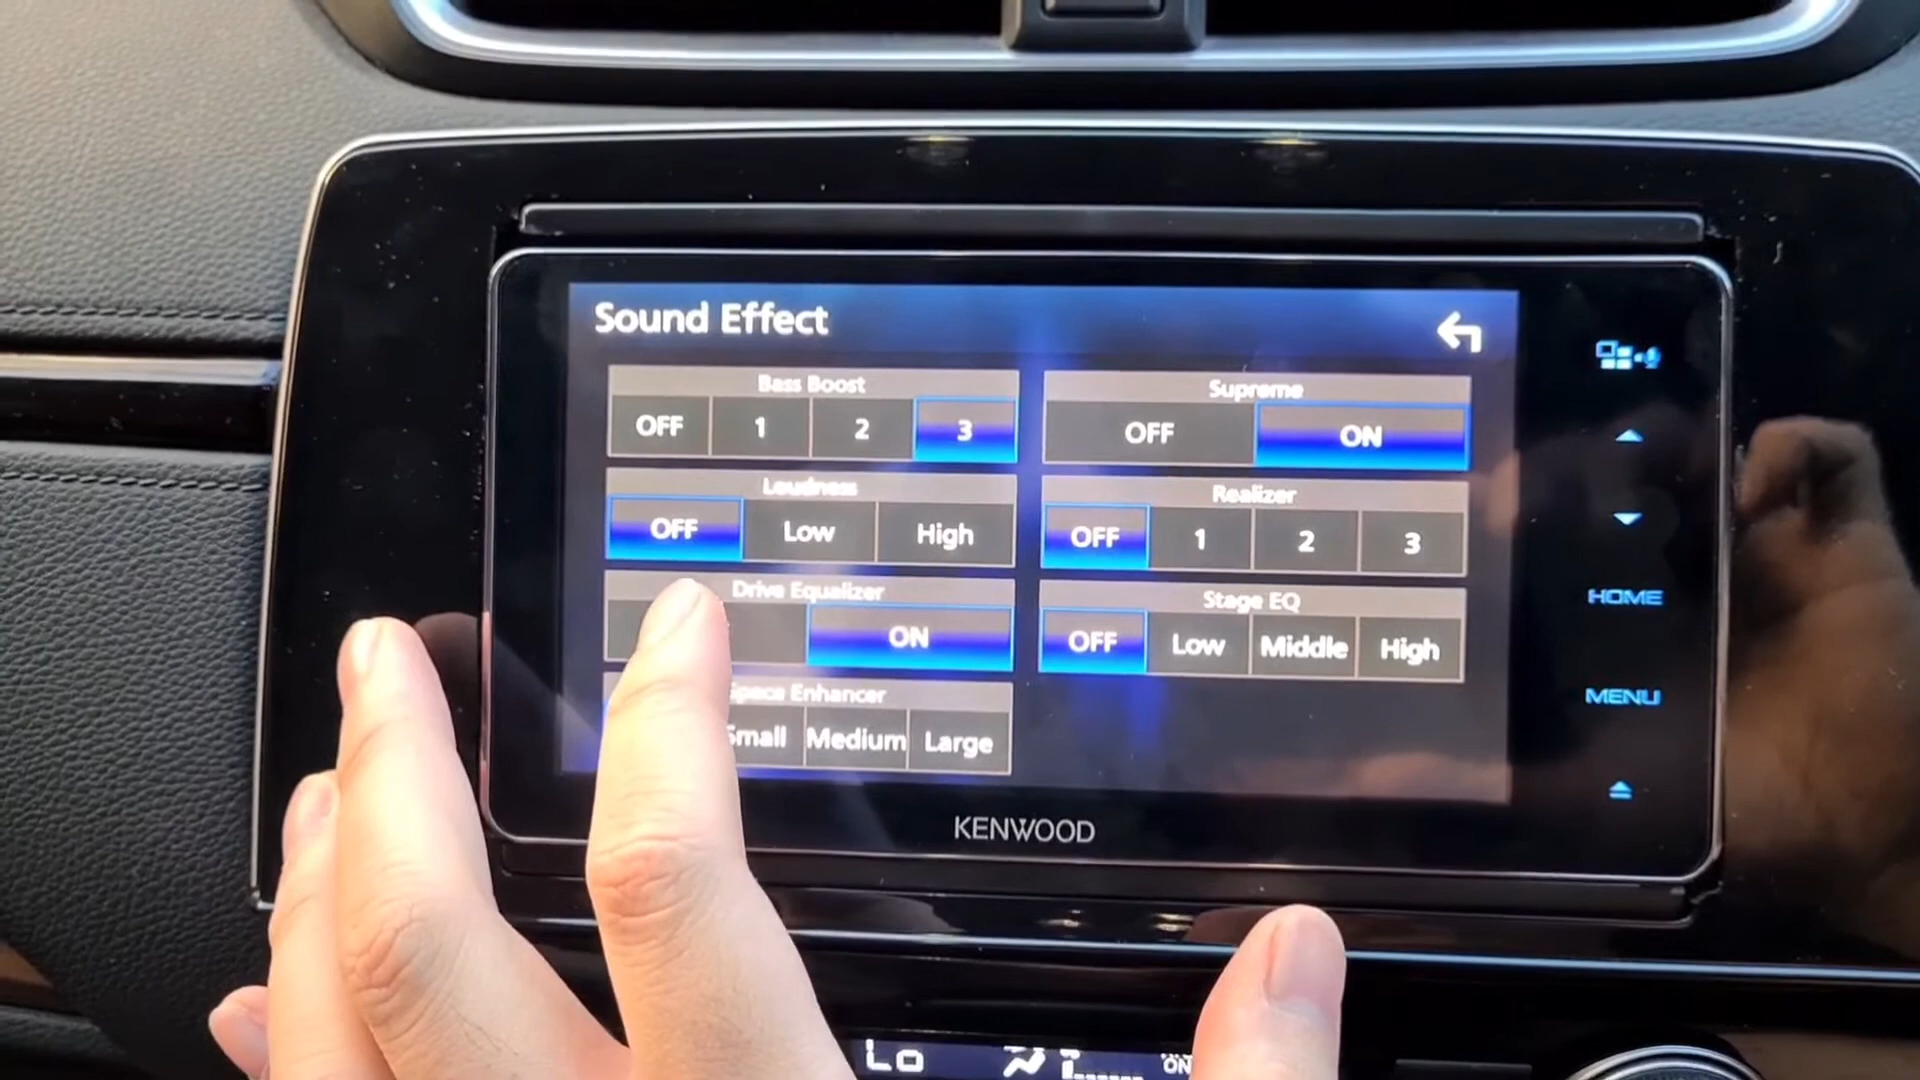 Sound Effect
Bass Boost
OFF 1 2 3
Supreme
OFF ON
Loudness
OFF Low High
Realizer
OFF 1 2 3
Drive Equalizer
ON
Stage EQ
OFF Low Middle High
Space Enhancer
Small Medium Large
HOME
MENU
KENWOOD
Lo
ON